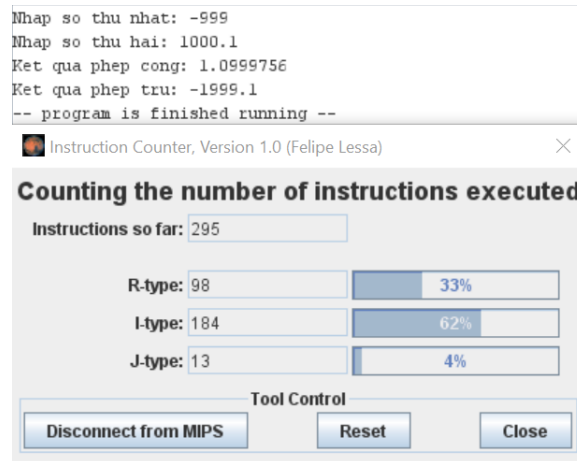 Nhap so thu nhat: -999
Nhap so thu hai: 1000.1
Ket qua phep cong: 1.0999756
Ket qua phep tru: -1999.1
-- program is finished running --
Instruction Counter, Version 1.0 (Felipe Lessa)
Counting the number of instructions executed
Instructions so far: 295
R-type: 98 33%
I-type: 184 62%
J-type: 13 4%
Tool Control
Disconnect from MIPS Reset Close